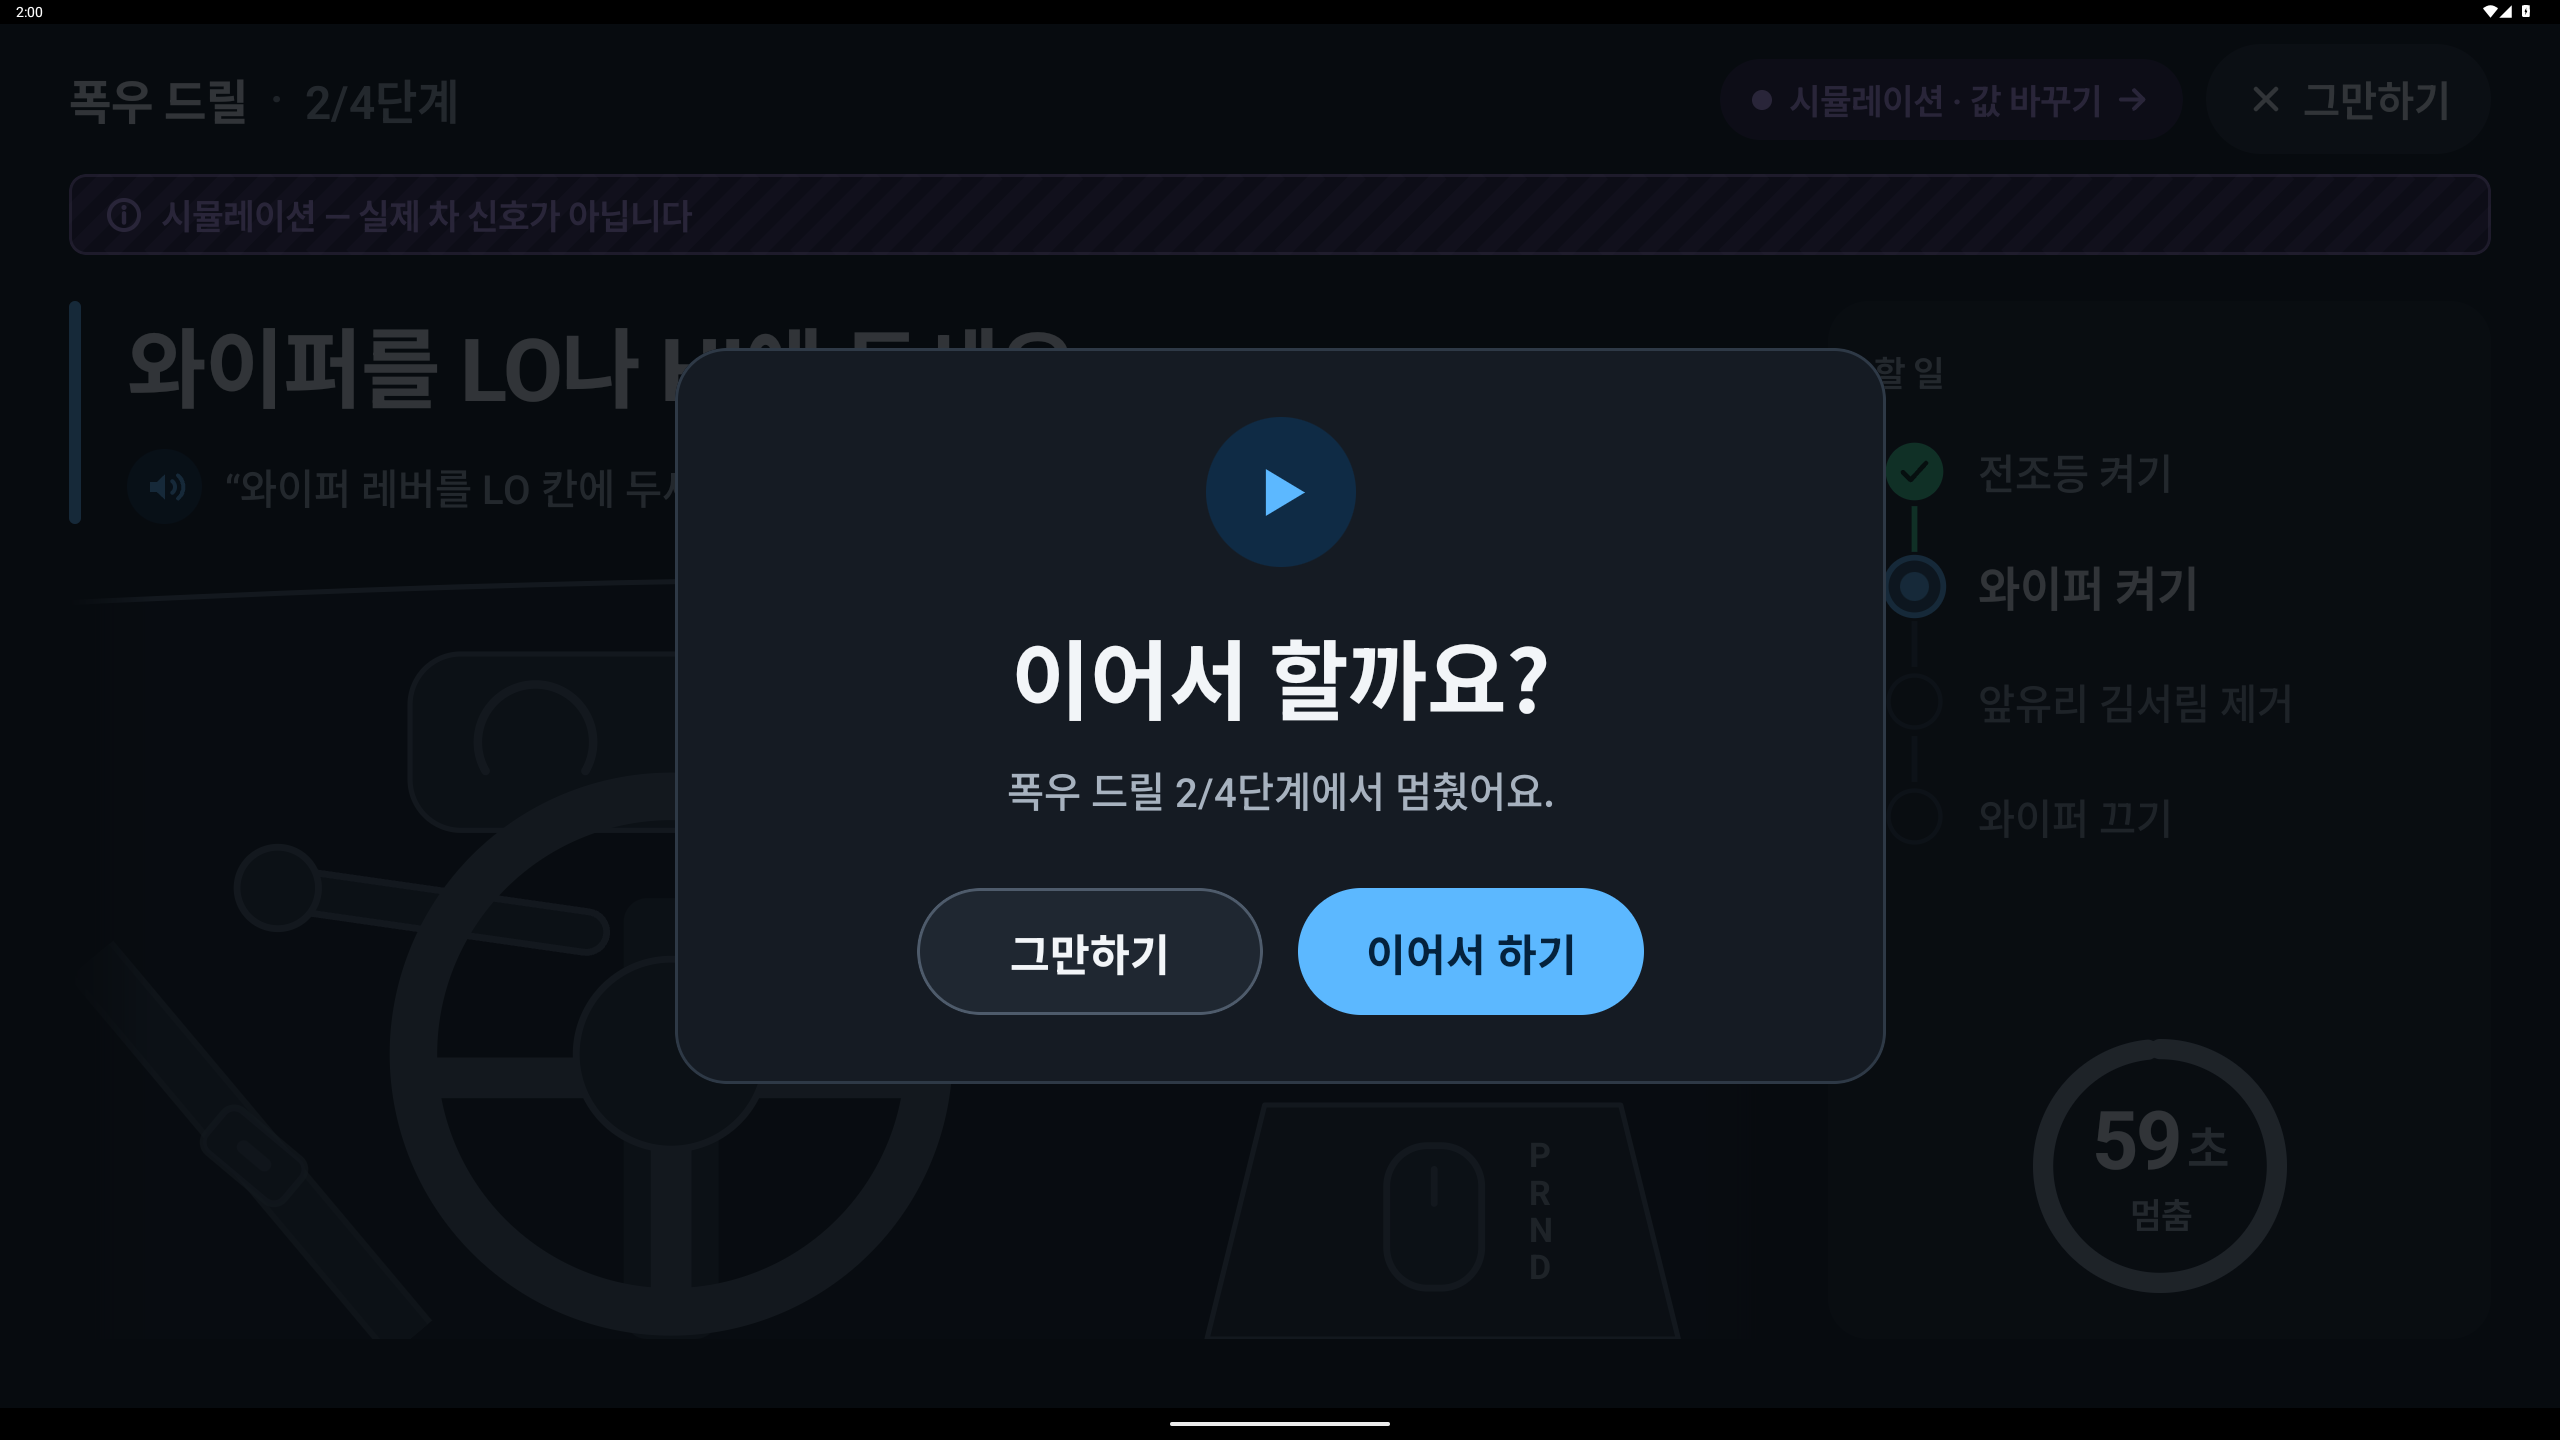 2:00
폭우 드릴 · 2/4단계
시뮬레이션 · 값 바꾸기 →
그만하기
시뮬레이션 — 실제 차 신호가 아닙니다
와이퍼를 LO나
“와이퍼 레버를 LO 칸에
할 일
전조등 켜기
와이퍼 켜기
앞유리 김서림 제거
와이퍼 끄기
이어서 할까요?
폭우 드릴 2/4단계에서 멈췄어요.
그만하기
이어서 하기
59초
멈춤
P
R
N
D